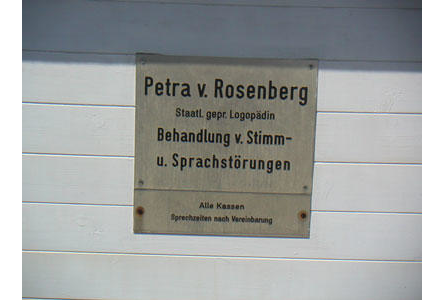 Petra v. Rosenberg
Staatl. gepr. Logopädin
Behandlung v. Stimm-
u. Sprachstörungen
Alle Kassen
Sprechzeiten nach Vereinbarung